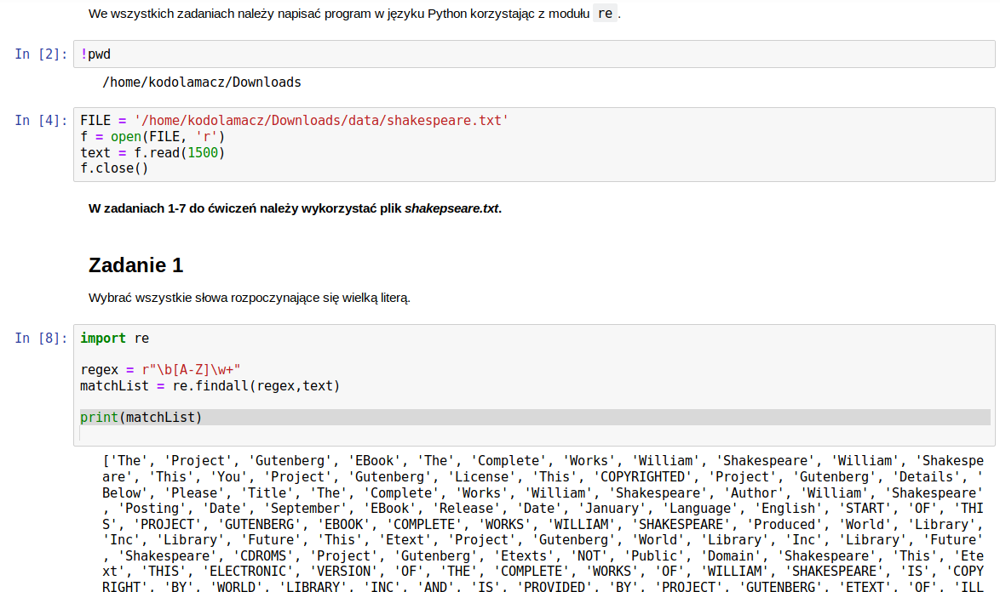 We wszystkich zadaniach należy napisać program w języku Python korzystając z modułu re .
In [2]: !pwd
/home/kodolamacz/Downloads
In [4]: FILE = '/home/kodolamacz/Downloads/data/shakespeare.txt'
f = open(FILE, 'r')
text = f.read(1500)
f.close()
W zadaniach 1-7 do ćwiczeń należy wykorzystać plik shakepseare.txt.
Zadanie 1
Wybrać wszystkie słowa rozpoczynające się wielką literą.
In [8]: import re
regex = r"\b[A-Z]\w+"
matchList = re.findall(regex,text)
print(matchList)
['The', 'Project', 'Gutenberg', 'EBook', 'The', 'Complete', 'Works', 'William', 'Shakespeare', 'William', 'Shakespe
are', 'This', 'You', 'Project', 'Gutenberg', 'License', 'This', 'COPYRIGHTED', 'Project', 'Gutenberg', 'Details', '
Below', 'Please', 'Title', 'The', 'Complete', 'Works', 'William', 'Shakespeare', 'Author', 'William', 'Shakespeare'
, 'Posting', 'Date', 'September', 'EBook', 'Release', 'Date', 'January', 'Language', 'English', 'START', 'OF', 'THI
S', 'PROJECT', 'GUTENBERG', 'EBOOK', 'COMPLETE', 'WORKS', 'WILLIAM', 'SHAKESPEARE', 'Produced', 'World', 'Library',
'Inc', 'Library', 'Future', 'This', 'Etext', 'Project', 'Gutenberg', 'World', 'Library', 'Inc', 'Library', 'Future'
, 'Shakespeare', 'CDROMS', 'Project', 'Gutenberg', 'Etexts', 'NOT', 'Public', 'Domain', 'Shakespeare', 'This', 'Ete
xt', 'THIS', 'ELECTRONIC', 'VERSION', 'OF', 'THE', 'COMPLETE', 'WORKS', 'OF', 'WILLIAM', 'SHAKESPEARE', 'IS', 'COPY
RIGHT', 'BY', 'WORLD', 'LIBRARY', 'INC', 'AND', 'IS', 'PROVIDED', 'BY', 'PROJECT', 'GUTENBERG', 'ETEXT', 'OF', 'ILL